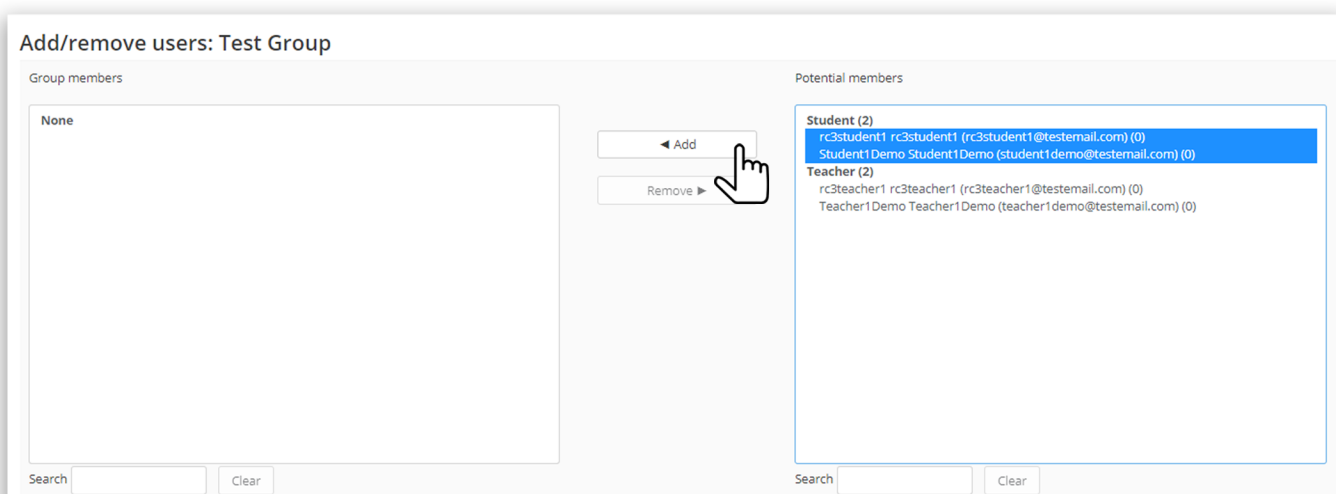 Add/remove users: Test Group
Group members
Potential members
None
◄ Add
Remove ►
Student (2)
rc3student1 rc3student1 (rc3student1@testemail.com) (0)
Student1Demo Student1Demo (student1demo@testemail.com) (0)
Teacher (2)
rc3teacher1 rc3teacher1 (rc3teacher1@testemail.com) (0)
Teacher1Demo Teacher1Demo (teacher1demo@testemail.com) (0)
Search
Clear
Search
Clear